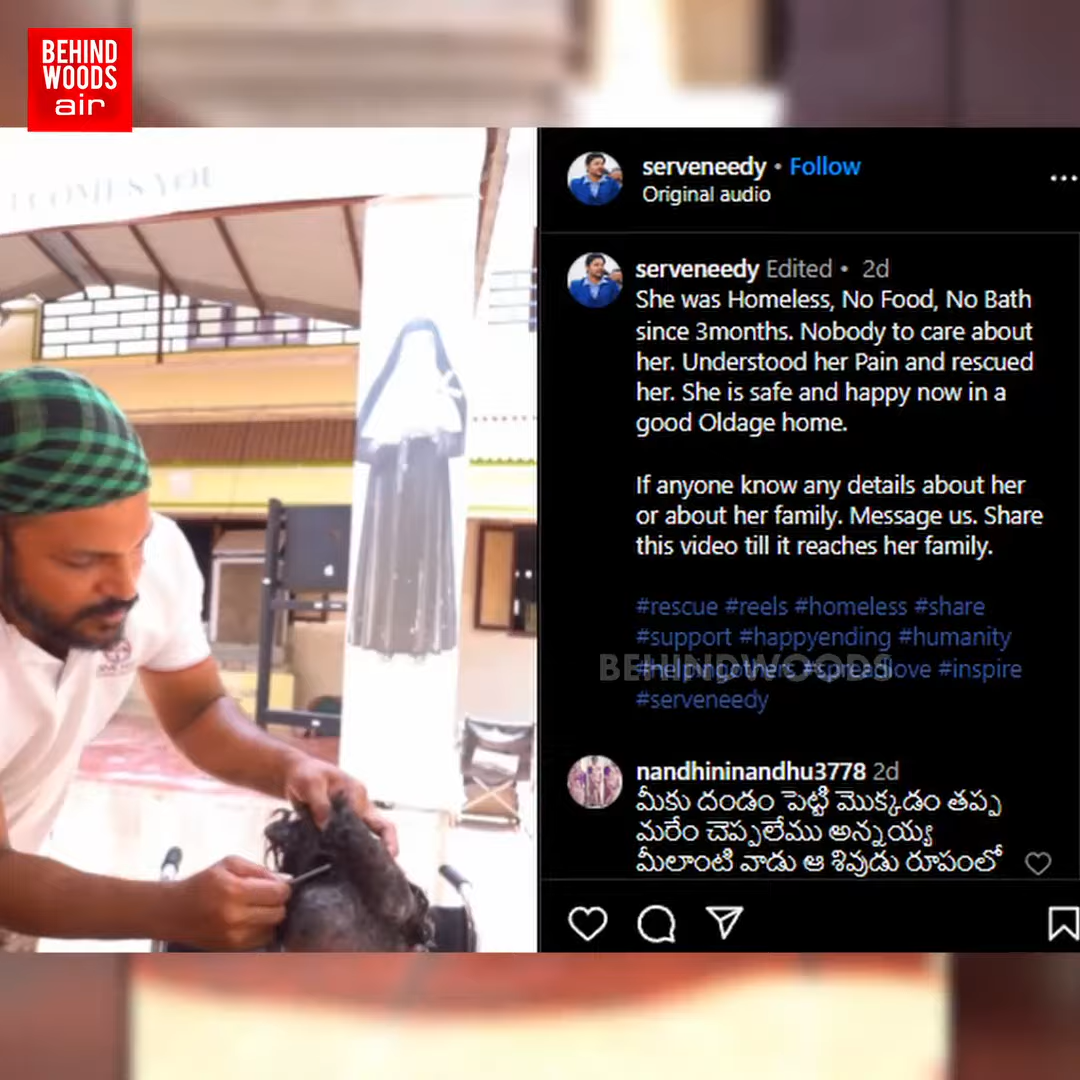 BEHIND
WOODS
air
COMES YOU
serveneedy • Follow
Original audio
serveneedy Edited • 2d
She was Homeless, No Food, No Bath
since 3months. Nobody to care about
her. Understood her Pain and rescued
her. She is safe and happy now in a
good Oldage home.
If anyone know any details about her
or about her family. Message us. Share
this video till it reaches her family.
#rescue #reels #homeless #share
#support #happyending #humanity
#helpingothers #spreadlove #inspire
BEHINDWOODS
#serveneedy
nandhininandhu3778 2d
మీకు దండం పెట్టి మొక్కడం తప్ప
మరేం చెప్పలేము అన్నయ్య
మీలాంటి వాడు ఆ శివుడు రూపంలో